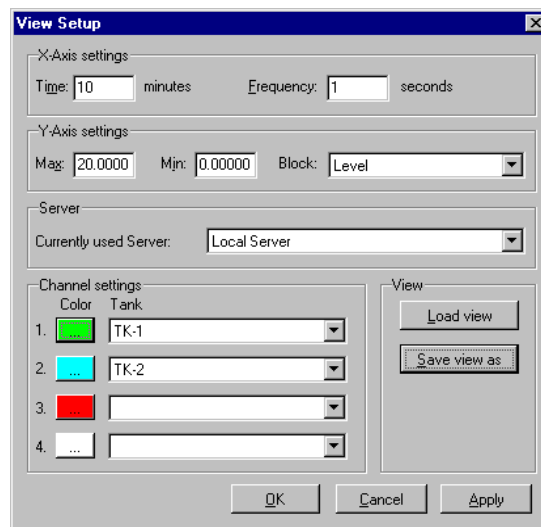 View Setup
X-Axis settings
Time: 10 minutes Frequency: 1 seconds
Y-Axis settings
Max: 20.0000 Min: 0.00000 Block: Level
Server
Currently used Server: Local Server
Channel settings
Color Tank
1. ... TK-1
2. ... TK-2
3. ...
4. ...
View
Load view
Save view as
OK Cancel Apply